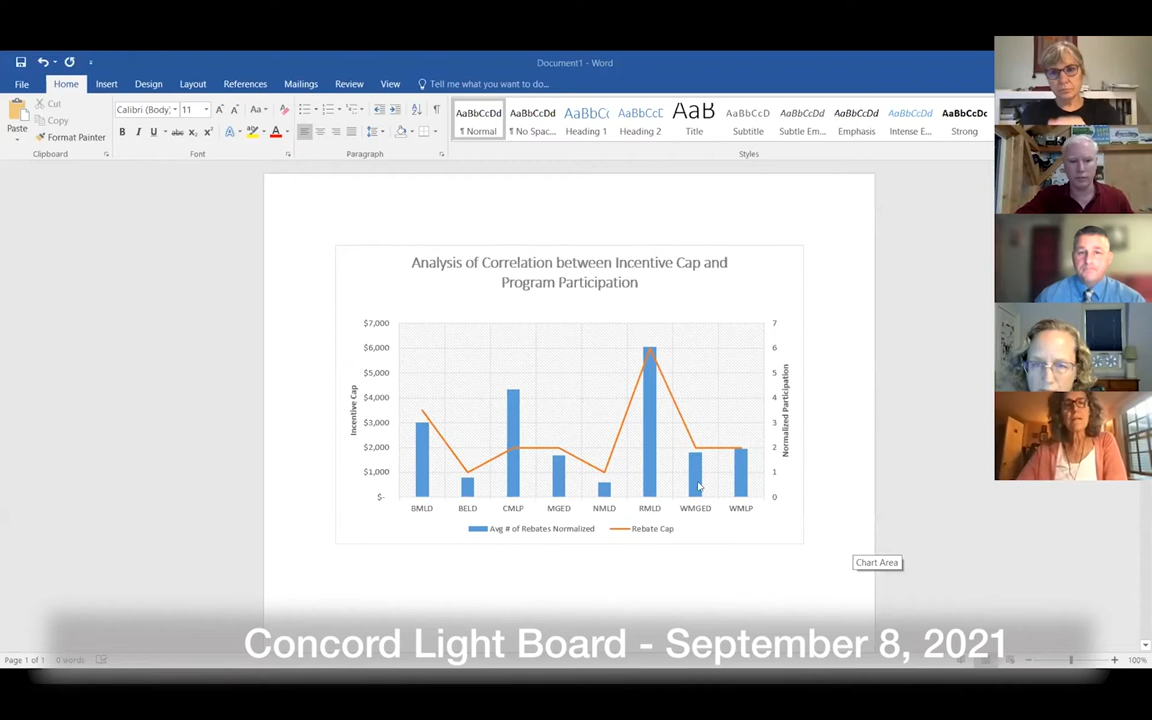 Document1 - Word
File Home Insert Design Layout References Mailings Review View Tell me what you want to do...
Cut
Copy
Paste
Format Painter
Calibri (Body) 11
Aa
B I U abc x₂ x²
A A
AaBbCcDd AaBbCcDd AaBbCc AaBbCcD AaB AaBbCcD AaBbCcDd AaBbCcDd AaBbCcDd AaBbCcDd
¶ Normal ¶ No Spac... Heading 1 Heading 2 Title Subtitle Subtle Em... Emphasis Intense E... Strong
Clipboard Font Paragraph Styles
Analysis of Correlation between Incentive Cap and
Program Participation
$7,000 7
$6,000 6
$5,000 5
$4,000 4
$3,000 3
$2,000 2
$1,000 1
$- 0
Incentive Cap
Normalized Participation
BMLD BELD CMLP MGED NMLD RMLD WMGED WMLP
Avg # of Rebates Normalized Rebate Cap
Chart Area
Concord Light Board - September 8, 2021
Page 1 of 1 0 words 100%